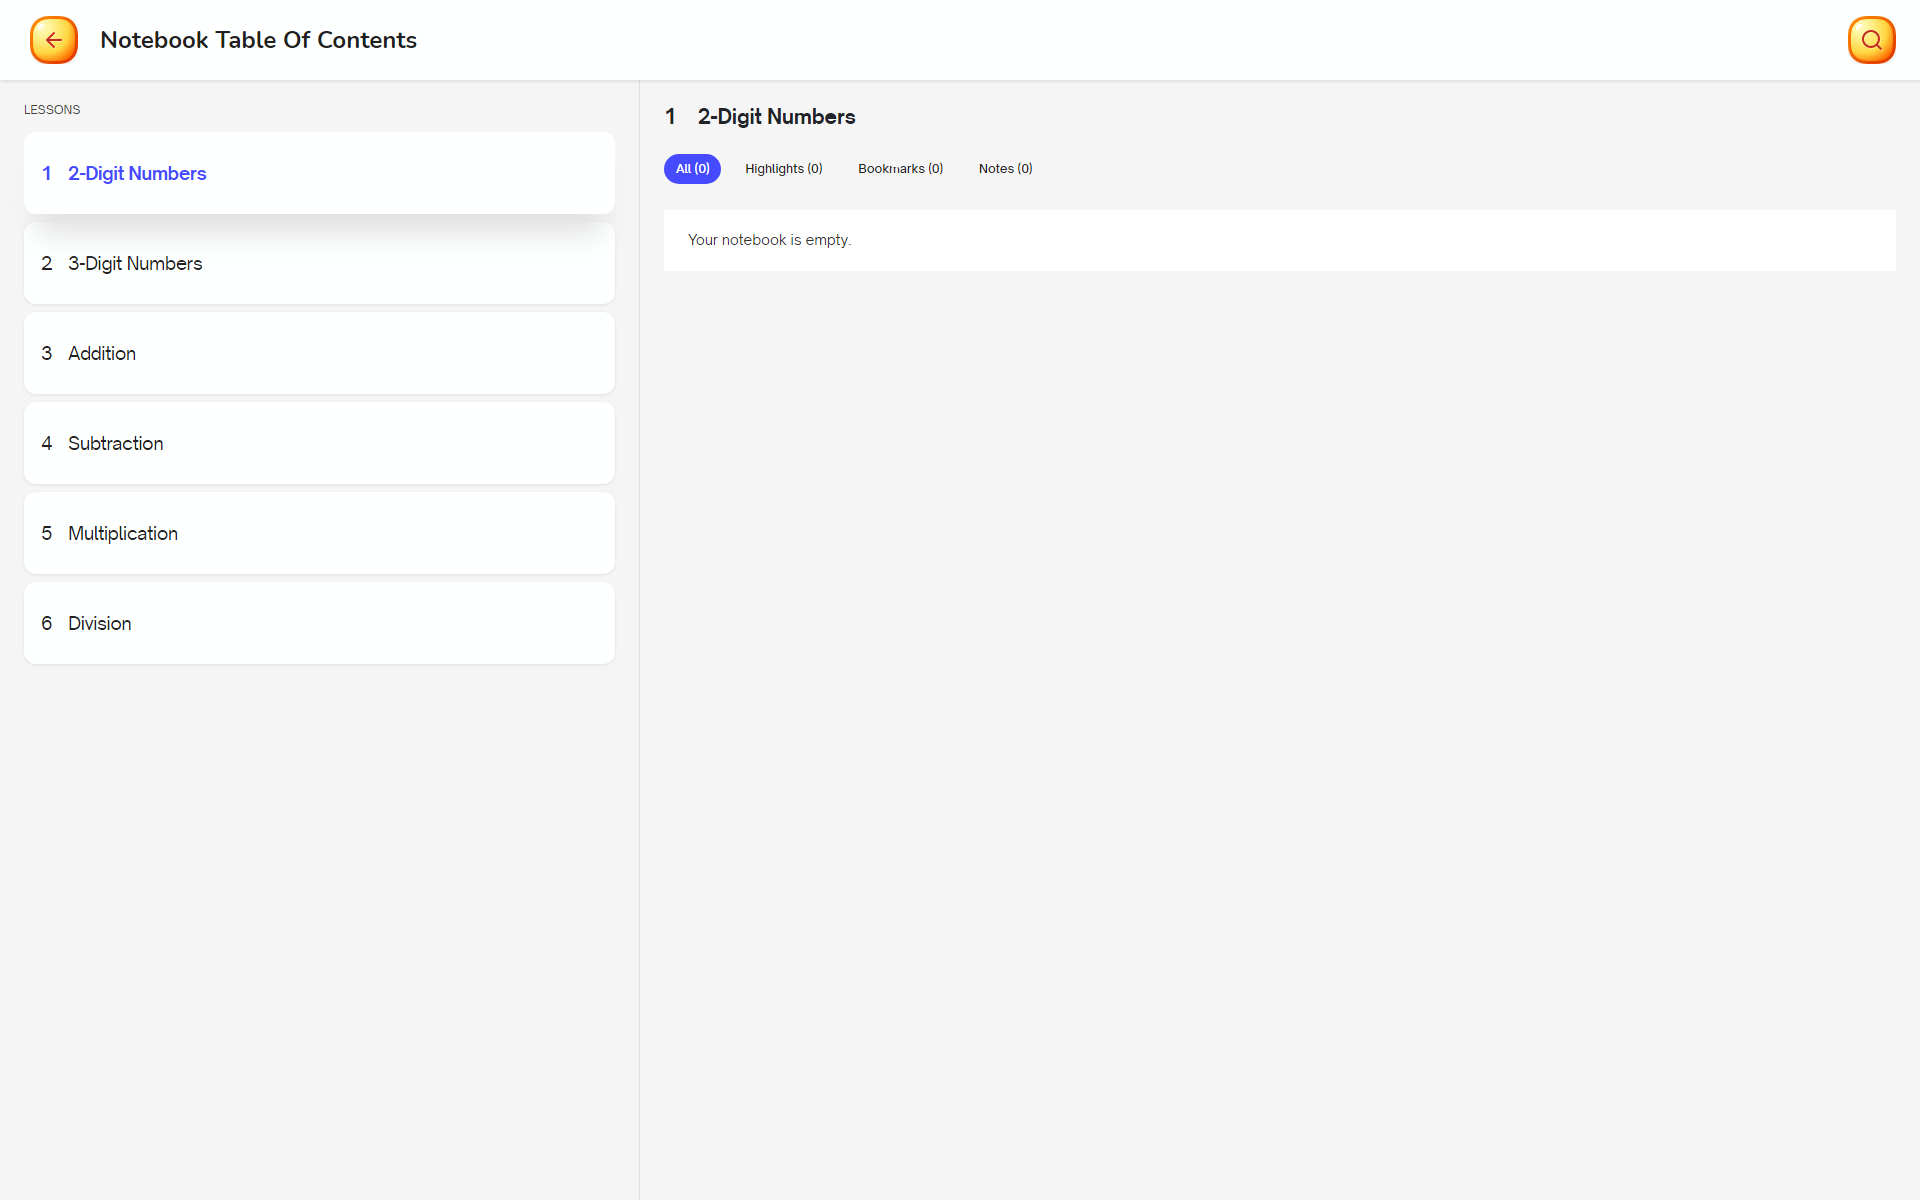 Notebook Table Of Contents
LESSONS
1 2-Digit Numbers
2 3-Digit Numbers
3 Addition
4 Subtraction
5 Multiplication
6 Division
1 2-Digit Numbers
All (0) Highlights (0) Bookmarks (0) Notes (0)
Your notebook is empty.